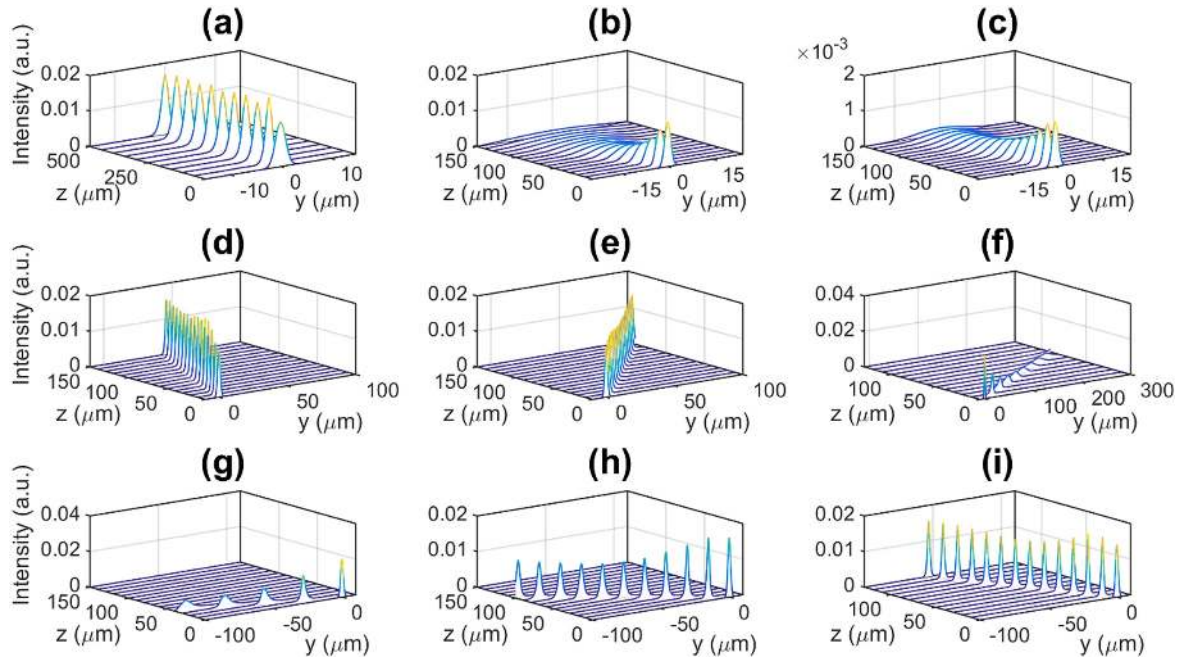 (a) (b) (c)
×10⁻³
Intensity (a.u.) 0.02 0.01 0 500 250 0 z (μm) -10 0 10 y (μm)
0.02 0.01 0 150 100 50 0 z (μm) -15 0 15 y (μm)
2 1 0 150 100 50 0 z (μm) -15 0 15 y (μm)
(d) (e) (f)
Intensity (a.u.) 0.02 0.01 0 150 100 50 0 z (μm) 0 50 100 y (μm)
0.02 0.01 0 150 100 50 0 z (μm) 0 50 100 y (μm)
0.04 0.02 0 100 50 0 z (μm) 0 100 200 300 y (μm)
(g) (h) (i)
Intensity (a.u.) 0.04 0.02 0 150 100 50 0 z (μm) -100 -50 0 y (μm)
0.02 0.01 0 150 100 50 0 z (μm) -100 -50 0 y (μm)
0.02 0.01 0 100 50 0 z (μm) -100 -50 0 y (μm)